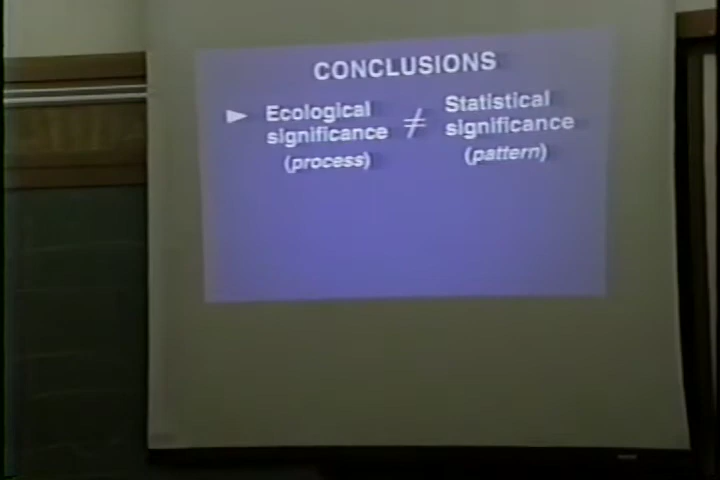 CONCLUSIONS
► Ecological significance (process) ≠ Statistical significance (pattern)